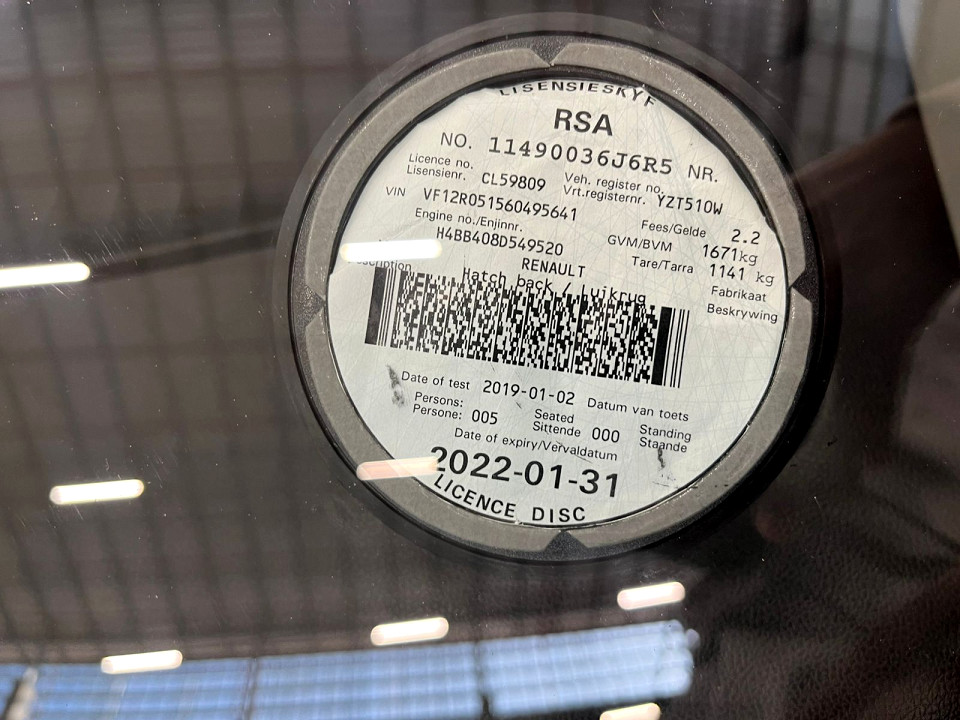 LISENSIESKYF
RSA
NO. 11490036J6R5 NR.
Licence no. Lisensienr. CL59809 Veh. register no. Vrt.registernr. YZT510W
VIN VF12R051560495641
Fees/Gelde 2.2
Engine no./Enjinnr.
GVM/BVM 1671kg
H4BB408D549520
Tare/Tarra 1141 kg
RENAULT Fabrikaat
Description Hatch back / Luikrug Beskrywing
Date of test 2019-01-02 Datum van toets
Persons: Persone: 005 Seated Sittende 000 Standing Staande
Date of expiry/Vervaldatum
2022-01-31
LICENCE DISC